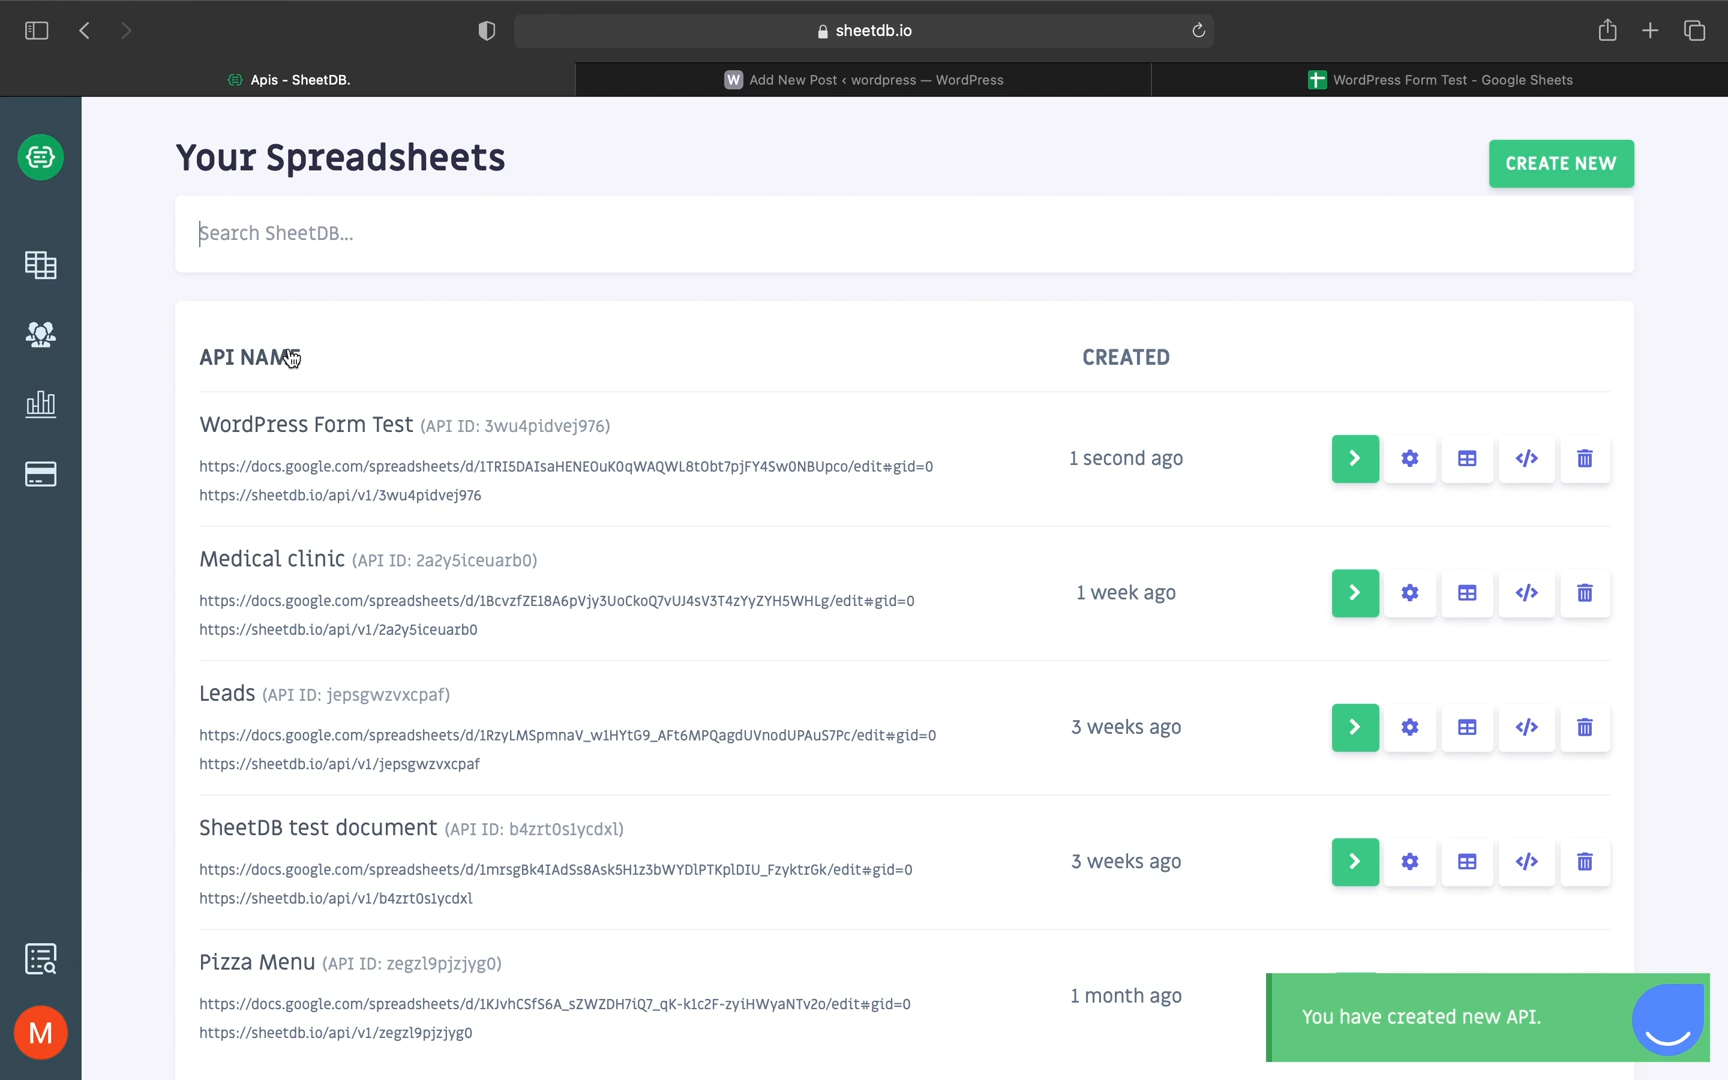 sheetdb.io
Apis - SheetDB.
W Add New Post ‹ wordpress — WordPress
WordPress Form Test - Google Sheets
Your Spreadsheets
CREATE NEW
Search SheetDB...
API NAME
CREATED
WordPress Form Test (API ID: 3wu4pidvej976)
https://docs.google.com/spreadsheets/d/1TRI5DAIsaHENEOuK0qWAQWL8tObt7pjFY4Sw0NBUpco/edit#gid=0
https://sheetdb.io/api/v1/3wu4pidvej976
1 second ago
Medical clinic (API ID: 2a2y5iceuarb0)
https://docs.google.com/spreadsheets/d/1BcvzfZE18A6pVjy3UoCkoQ7vUJ4sV3T4zYyZYH5WHLg/edit#gid=0
https://sheetdb.io/api/v1/2a2y5iceuarb0
1 week ago
Leads (API ID: jepsgwzvxcpaf)
https://docs.google.com/spreadsheets/d/1RzyLMSpmnaV_w1HYtG9_AFt6MPQagdUVnodUPAuS7Pc/edit#gid=0
https://sheetdb.io/api/v1/jepsgwzvxcpaf
3 weeks ago
SheetDB test document (API ID: b4zrt0s1ycdxl)
https://docs.google.com/spreadsheets/d/1mrsgBk4IAdSs8Ask5H1z3bWYDlPTKplDIU_FzyktrGk/edit#gid=0
https://sheetdb.io/api/v1/b4zrt0s1ycdxl
3 weeks ago
Pizza Menu (API ID: zegzl9pjzjyg0)
https://docs.google.com/spreadsheets/d/1KJvhCSfS6A_sZWZDH7iQ7_qK-k1c2F-zyiHWyaNTv2o/edit#gid=0
https://sheetdb.io/api/v1/zegzl9pjzjyg0
1 month ago
You have created new API.
M